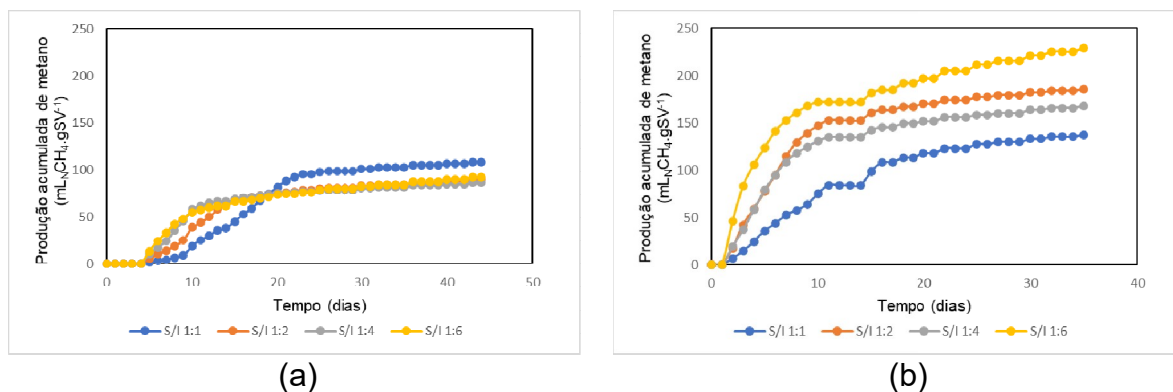 Produção acumulada de metano
(mL_NCH₄.gSV⁻¹)
250
200
150
100
50
0
0 10 20 30 40 50
Tempo (dias)
S/I 1:1 S/I 1:2 S/I 1:4 S/I 1:6
(a)
Produção acumulada de metano
(mL_NCH₄.gSV⁻¹)
250
200
150
100
50
0
0 10 20 30 40
Tempo (dias)
S/I 1:1 S/I 1:2 S/I 1:4 S/I 1:6
(b)